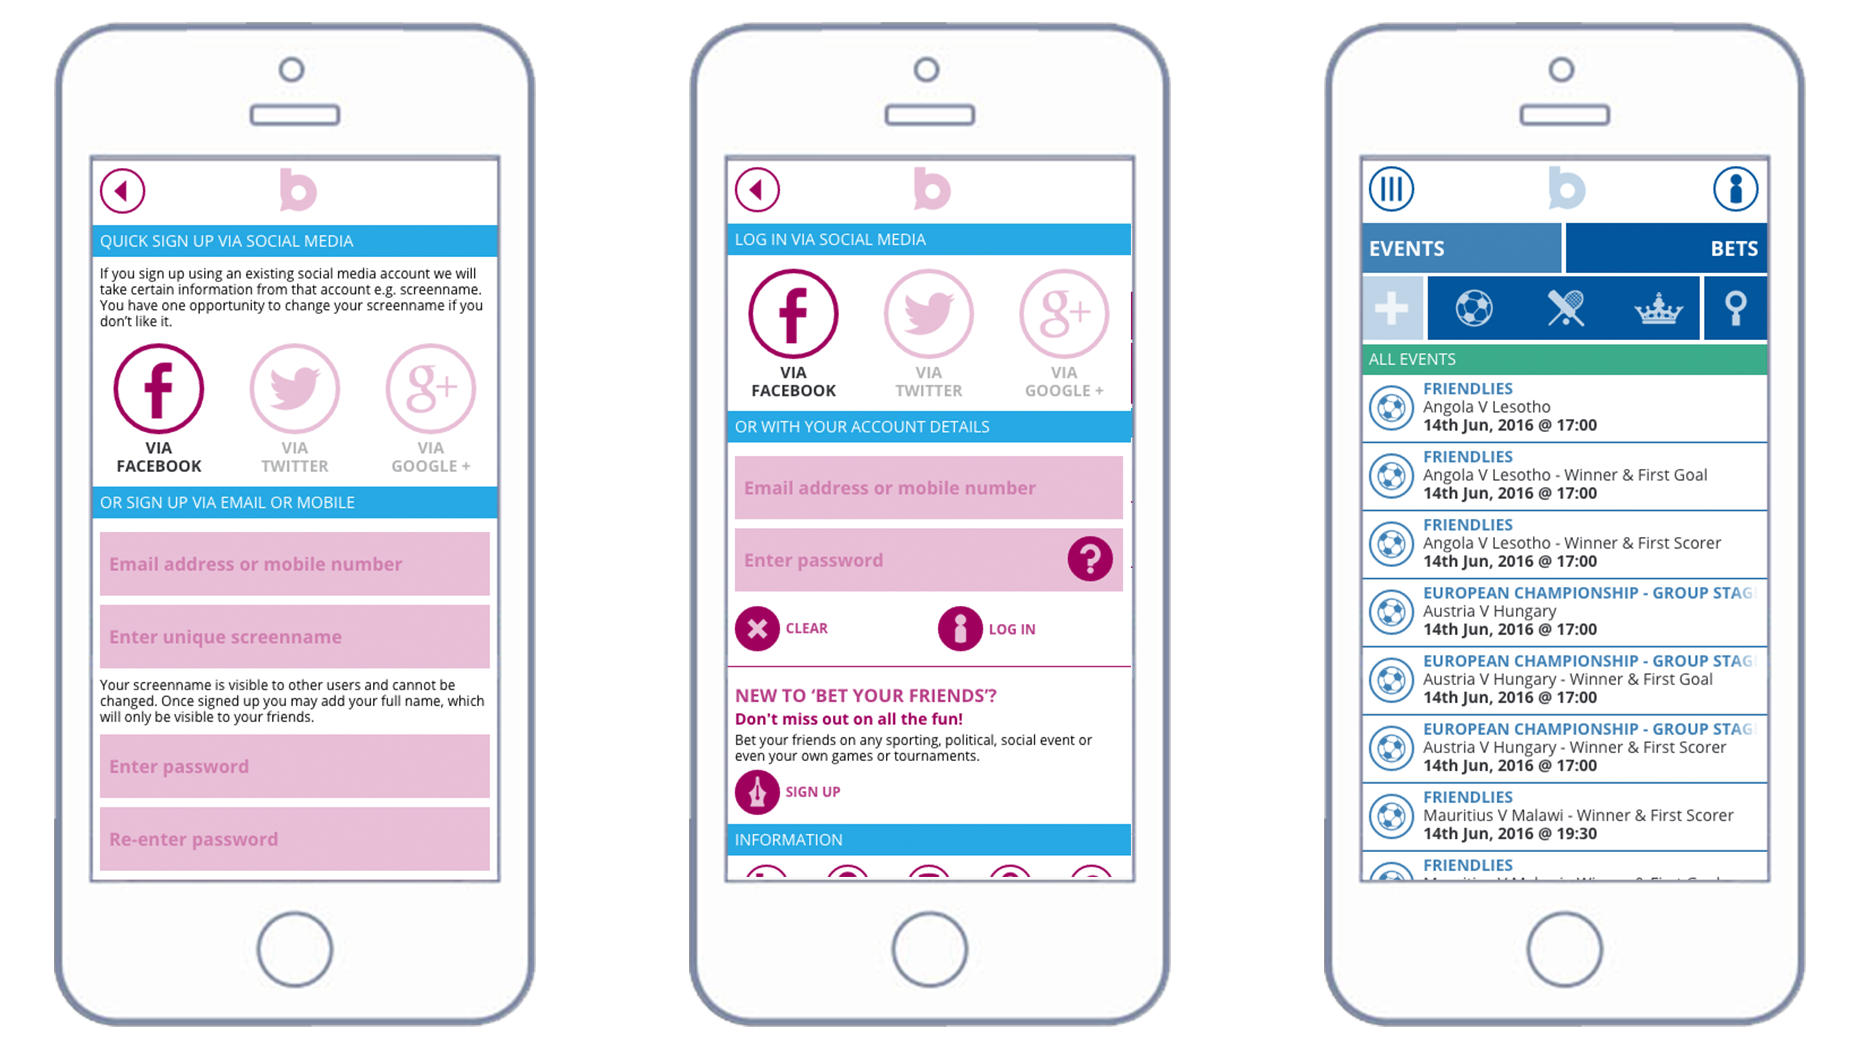 b
QUICK SIGN UP VIA SOCIAL MEDIA
If you sign up using an existing social media account we will
take certain information from that account e.g. screenname.
You have one opportunity to change your screenname if you
don't like it.
f
g+
VIA
FACEBOOK
VIA
TWITTER
VIA
GOOGLE +
OR SIGN UP VIA EMAIL OR MOBILE
Email address or mobile number
Enter unique screenname
Your screenname is visible to other users and cannot be
changed. Once signed up you may add your full name, which
will only be visible to your friends.
Enter password
Re-enter password
b
LOG IN VIA SOCIAL MEDIA
f
g+
VIA
FACEBOOK
VIA
TWITTER
VIA
GOOGLE +
OR WITH YOUR ACCOUNT DETAILS
Email address or mobile number
Enter password
?
CLEAR
LOG IN
NEW TO ‘BET YOUR FRIENDS’?
Don't miss out on all the fun!
Bet your friends on any sporting, political, social event or
even your own games or tournaments.
SIGN UP
INFORMATION
b
EVENTS
BETS
ALL EVENTS
FRIENDLIES
Angola V Lesotho
14th Jun, 2016 @ 17:00
FRIENDLIES
Angola V Lesotho - Winner & First Goal
14th Jun, 2016 @ 17:00
FRIENDLIES
Angola V Lesotho - Winner & First Scorer
14th Jun, 2016 @ 17:00
EUROPEAN CHAMPIONSHIP - GROUP STAG
Austria V Hungary
14th Jun, 2016 @ 17:00
EUROPEAN CHAMPIONSHIP - GROUP STAG
Austria V Hungary - Winner & First Goal
14th Jun, 2016 @ 17:00
EUROPEAN CHAMPIONSHIP - GROUP STAG
Austria V Hungary - Winner & First Scorer
14th Jun, 2016 @ 17:00
FRIENDLIES
Mauritius V Malawi - Winner & First Scorer
14th Jun, 2016 @ 19:30
FRIENDLIES